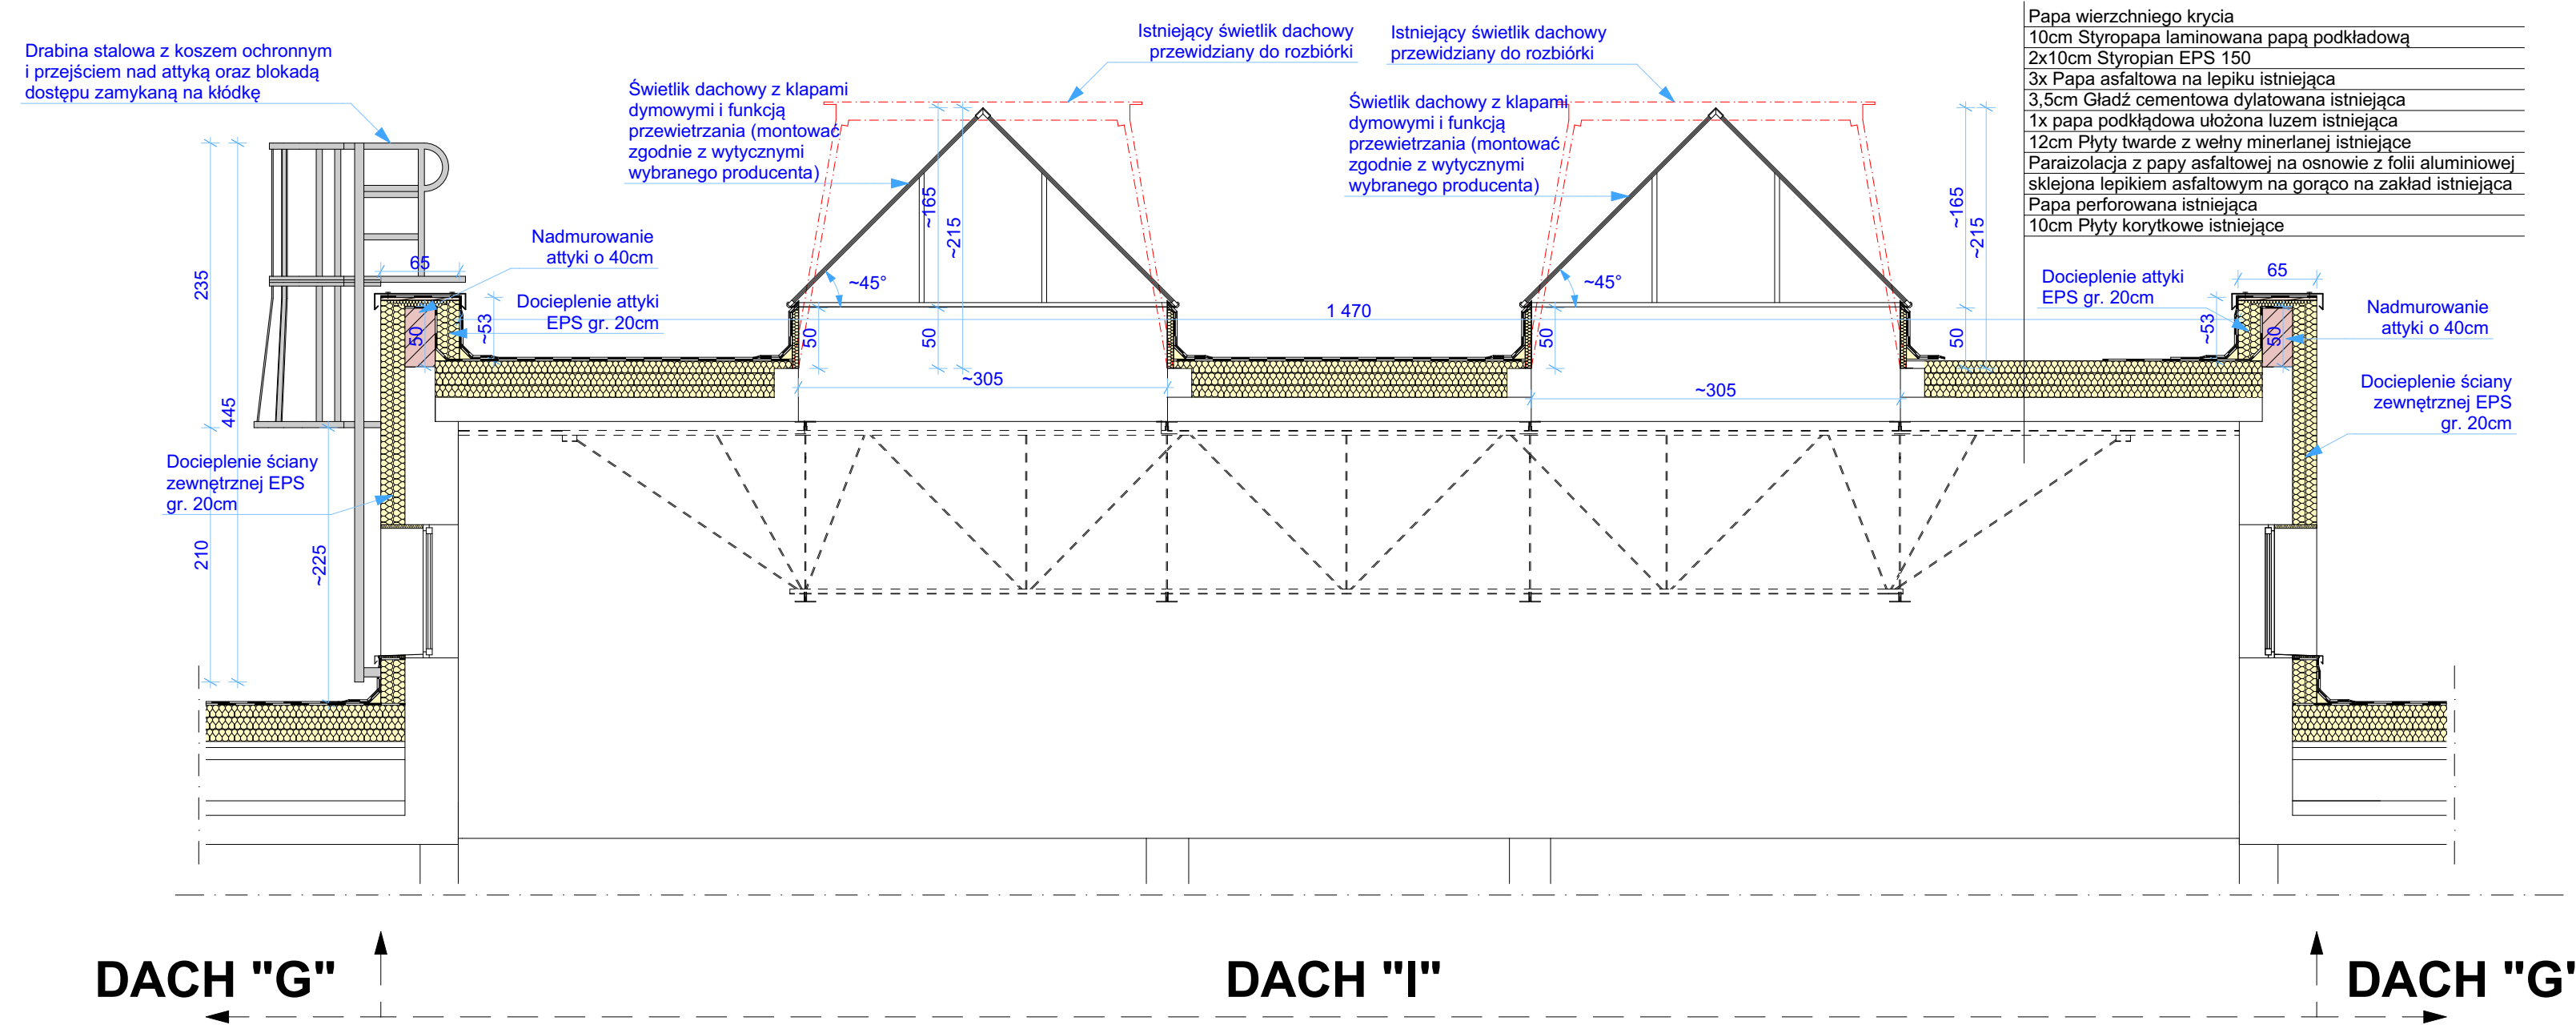 Drabina stalowa z koszem ochronnym
i przejściem nad attyką oraz blokadą
dostępu zamykaną na kłódkę
Świetlik dachowy z klapami
dymowymi i funkcją
przewietrzania (montować
zgodnie z wytycznymi
wybranego producenta)
Istniejący świetlik dachowy
przewidziany do rozbiórki
Istniejący świetlik dachowy
przewidziany do rozbiórki
Świetlik dachowy z klapami
dymowymi i funkcją
przewietrzania (montować
zgodnie z wytycznymi
wybranego producenta)
Papa wierzchniego krycia
10cm Styropapa laminowana papą podkładową
2x10cm Styropian EPS 150
3x Papa asfaltowa na lepiku istniejąca
3,5cm Gładź cementowa dylatowana istniejąca
1x papa podkłądowa ułożona luzem istniejąca
12cm Płyty twarde z wełny minerlanej istniejące
Paraizolacja z papy asfaltowej na osnowie z folii aluminiowej
sklejona lepikiem asfaltowym na gorąco na zakład istniejąca
Papa perforowana istniejąca
10cm Płyty korytkowe istniejące
Nadmurowanie
attyki o 40cm
Docieplenie attyki
EPS gr. 20cm
Docieplenie attyki
EPS gr. 20cm
Nadmurowanie
attyki o 40cm
Docieplenie ściany
zewnętrznej EPS
gr. 20cm
Docieplenie ściany
zewnętrznej EPS
gr. 20cm
235
445
210
~225
65
50
~53
50
~45°
~165
~215
50
~305
1 470
50
~45°
~305
~165
~215
50
~53
65
50
DACH "G"
DACH "I"
DACH "G"